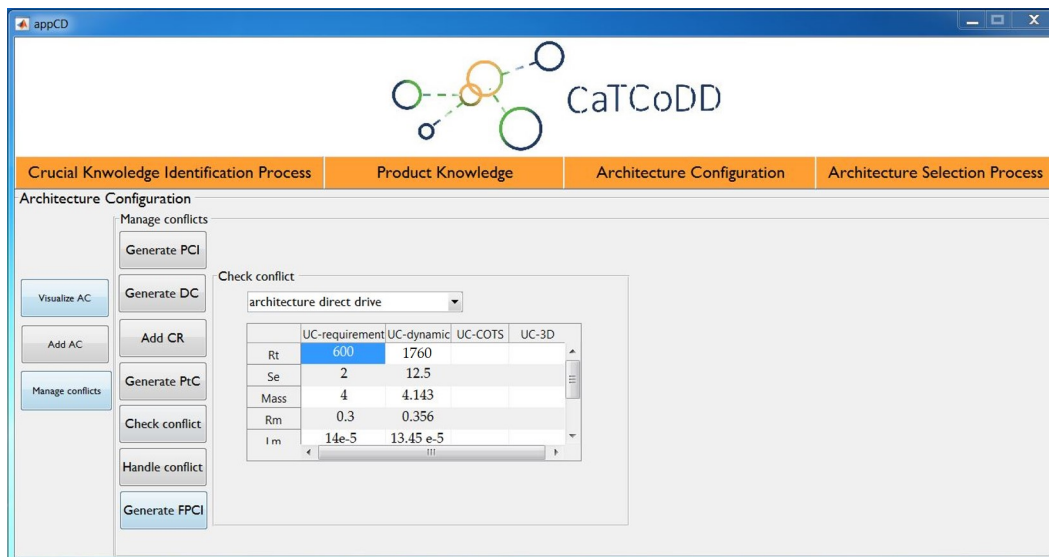 appCD
CaTCoDD
Crucial Knwoledge Identification Process Product Knowledge Architecture Configuration Architecture Selection Process
Architecture Configuration
Manage conflicts
Generate PCI
Check conflict
Visualize AC
Generate DC
architecture direct drive
Add AC
Add CR
UC-requirement UC-dynamic UC-COTS UC-3D
Rt 600 1760
Se 2 12.5
Mass 4 4.143
Rm 0.3 0.356
Lm 14e-5 13.45 e-5
Manage conflicts
Generate PtC
Check conflict
Handle conflict
Generate FPCI